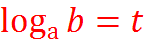 logₐ b = t